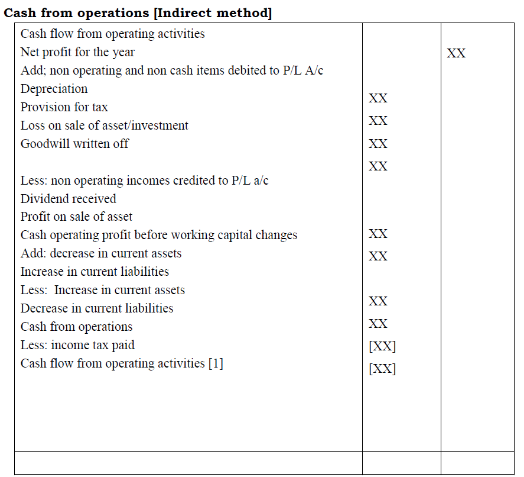 Cash from operations [Indirect method]
Cash flow from operating activities
Net profit for the year XX
Add; non operating and non cash items debited to P/L A/c
Depreciation XX
Provision for tax
Loss on sale of asset/investment XX
Goodwill written off XX
XX
Less: non operating incomes credited to P/L a/c
Dividend received
Profit on sale of asset
Cash operating profit before working capital changes XX
Add: decrease in current assets XX
Increase in current liabilities
Less:  Increase in current assets
Decrease in current liabilities XX
Cash from operations XX
Less: income tax paid [XX]
Cash flow from operating activities [1] [XX]